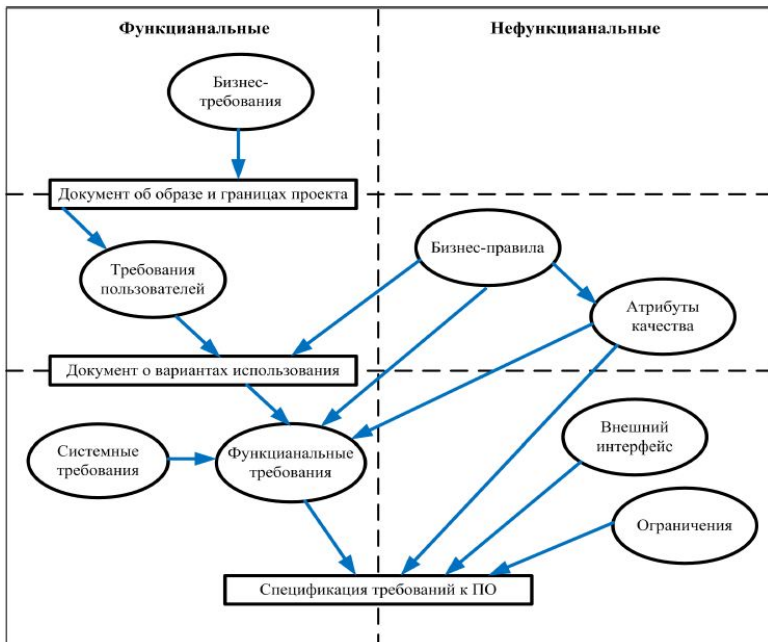 Функцианальные
Нефункцианальные
Бизнес-
требования
Документ об образе и границах проекта
Бизнес-правила
Требования
пользователей
Атрибуты
качества
Документ о вариантах использования
Внешний
интерфейс
Системные
требования
Функцианальные
требования
Ограничения
Спецификация требований к ПО